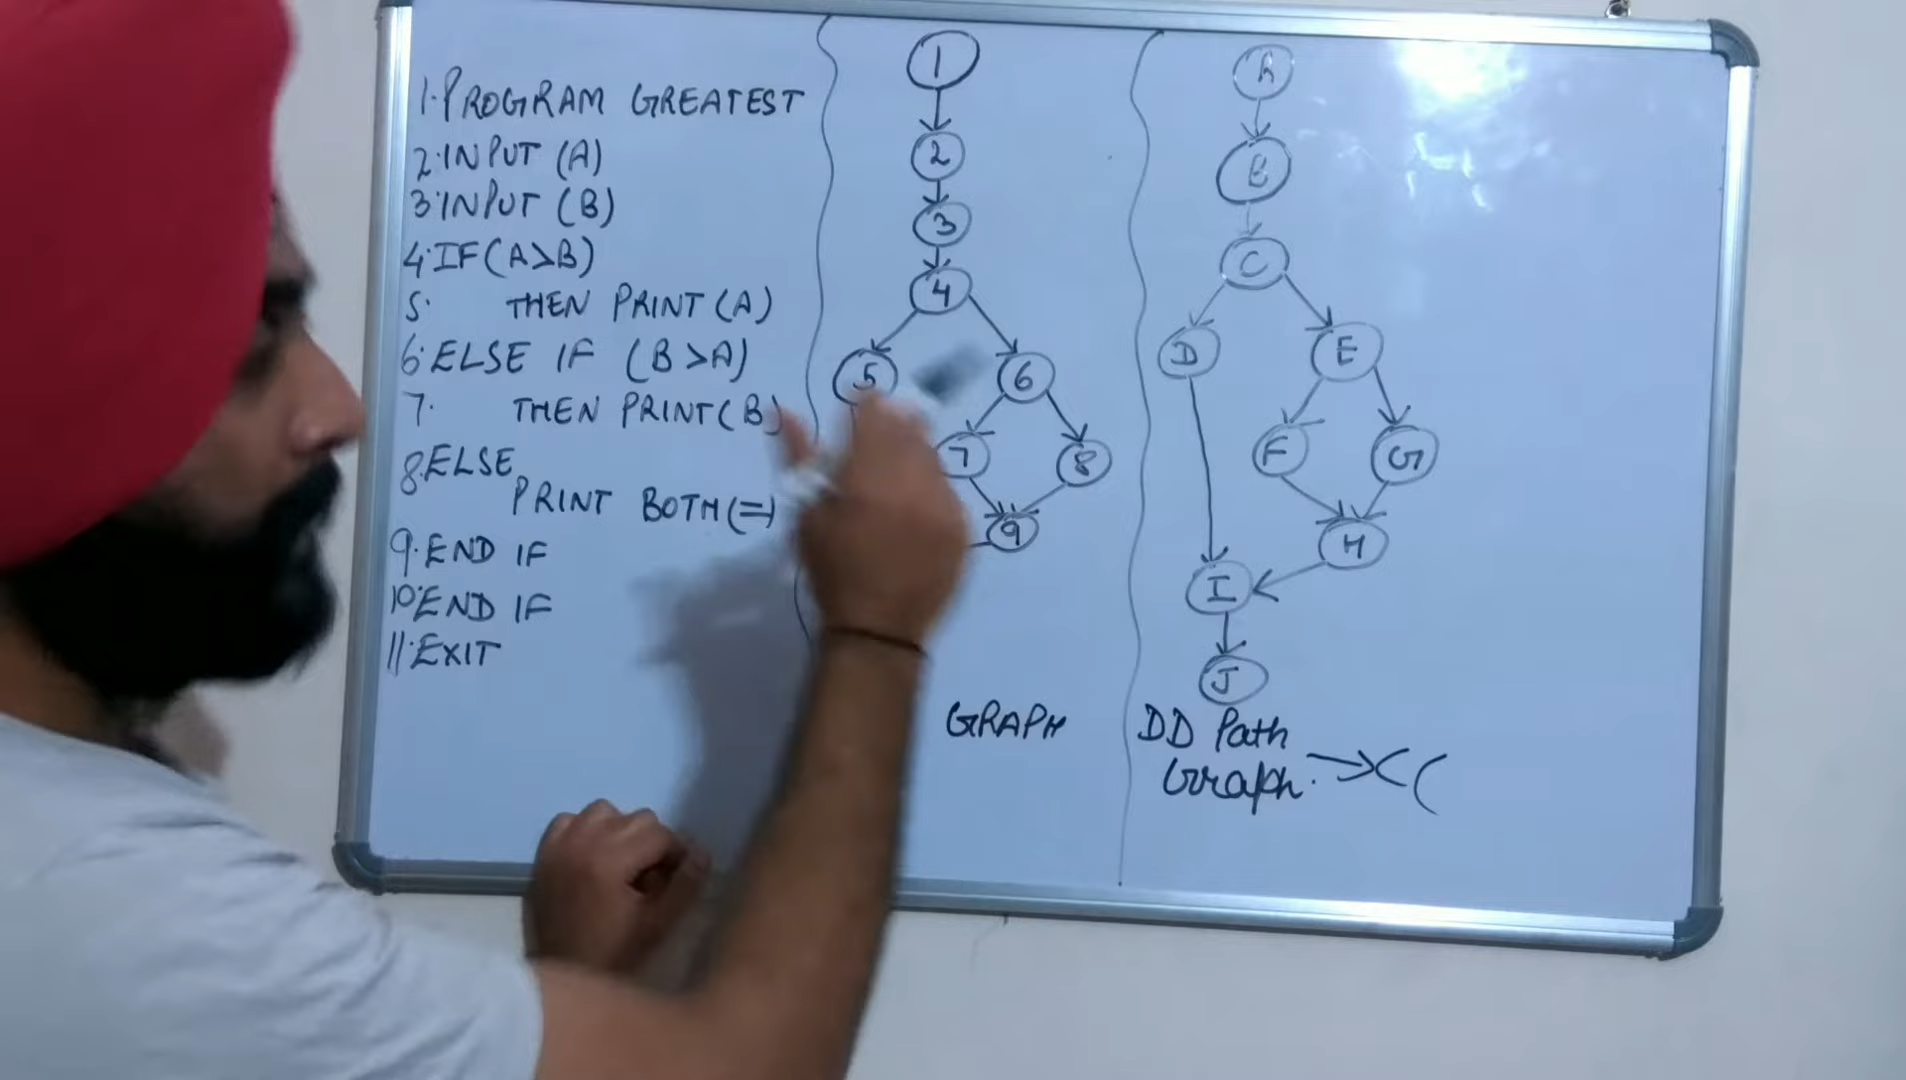 1. PROGRAM GREATEST
2. INPUT (A)
3. INPUT (B)
4. IF (A>B)
5. THEN PRINT (A)
6. ELSE IF (B>A)
7. THEN PRINT (B)
8. ELSE
PRINT BOTH (=)
9. END IF
10. END IF
11. EXIT
1
2
3
4
5
6
7
8
9
GRAPH
A
B
C
D
E
F
G
H
I
J
DD Path
Graph.